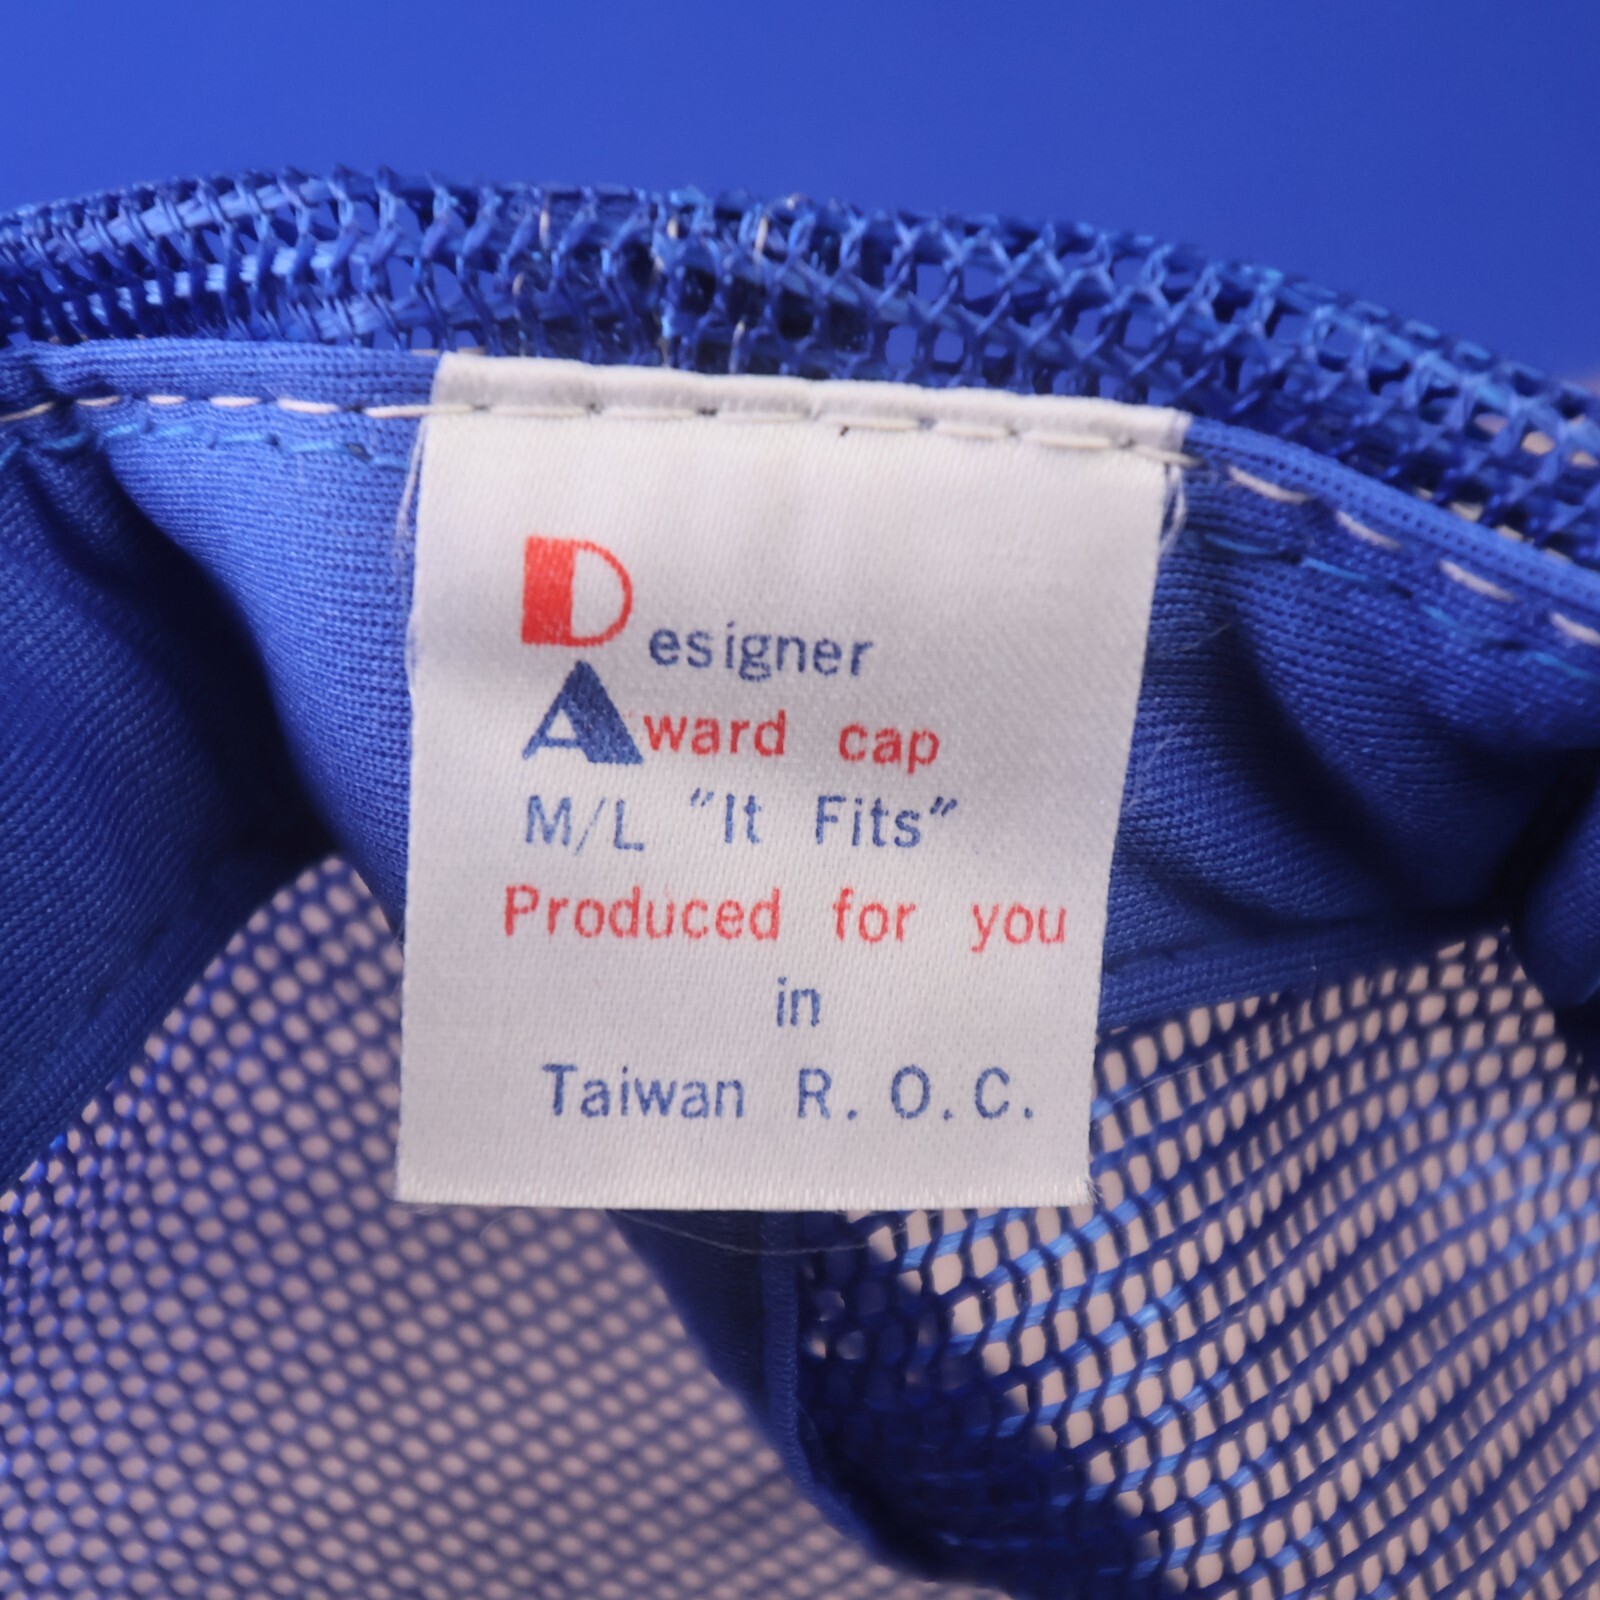 Designer
Award cap
M/L "It Fits"
Produced for you
in
Taiwan R.O.C.